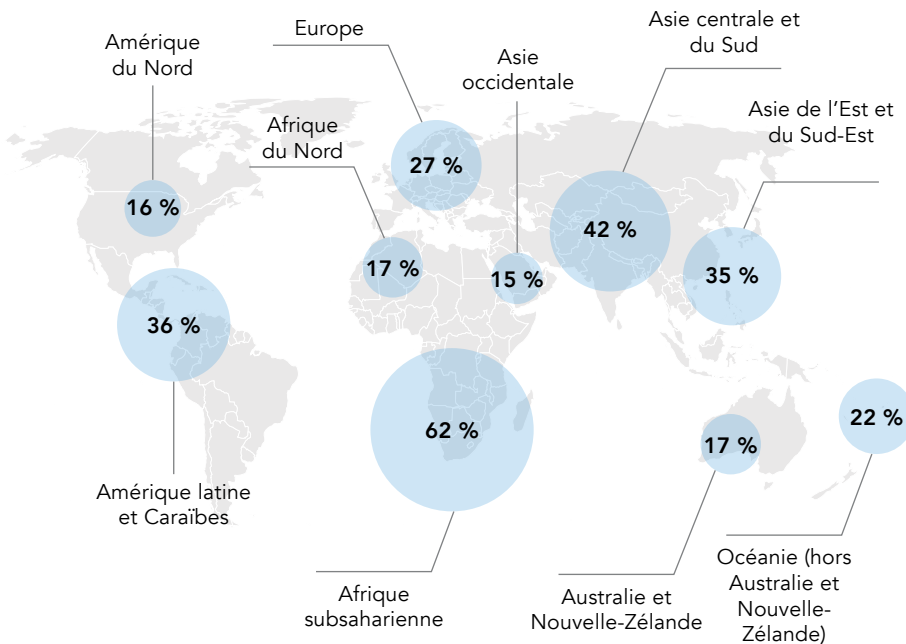 Amérique
du Nord
16 %
Europe
27 %
Afrique
du Nord
17 %
Asie
occidentale
15 %
Asie centrale et
du Sud
42 %
Asie de l'Est et
du Sud-Est
35 %
36 %
Amérique latine
et Caraïbes
62 %
Afrique
subsaharienne
17 %
Australie et
Nouvelle-Zélande
22 %
Océanie (hors
Australie et
Nouvelle-
Zélande)